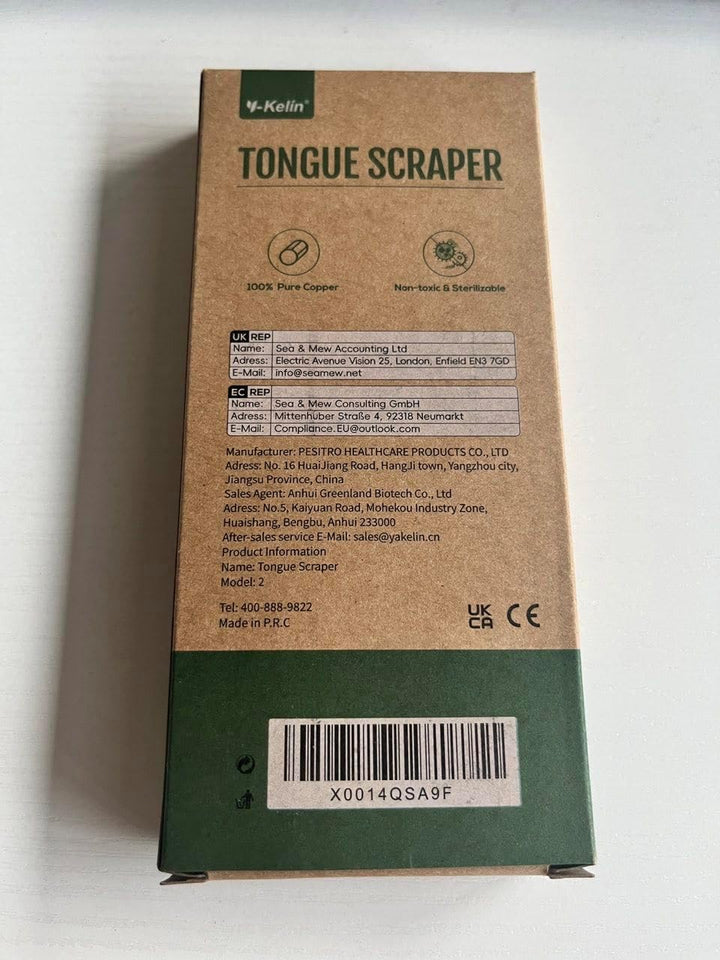 Y-Kelin®
TONGUE SCRAPER
100% Pure Copper
Non-toxic & Sterilizable
UK REP
Name: Sea & Mew Accounting Ltd
Adress: Electric Avenue Vision 25, London, Enfield EN3 7GD
E-Mail: info@seamew.net
EC REP
Name: Sea & Mew Consulting GmbH
Adress: Mittenhuber Straße 4, 92318 Neumarkt
E-Mail: Compliance.EU@outlook.com
Manufacturer: PESITRO HEALTHCARE PRODUCTS CO., LTD
Adress: No. 16 HuaiJiang Road, HangJi town, Yangzhou city,
Jiangsu Province, China
Sales Agent: Anhui Greenland Biotech Co., Ltd
Adress: No.5, Kaiyuan Road, Mohekou Industry Zone,
Huaishang, Bengbu, Anhui 233000
After-sales service E-Mail: sales@yakelin.cn
Product Information
Name: Tongue Scraper
Model: 2
Tel: 400-888-9822
Made in P.R.C
UK
CA
CE
X0014QSA9F